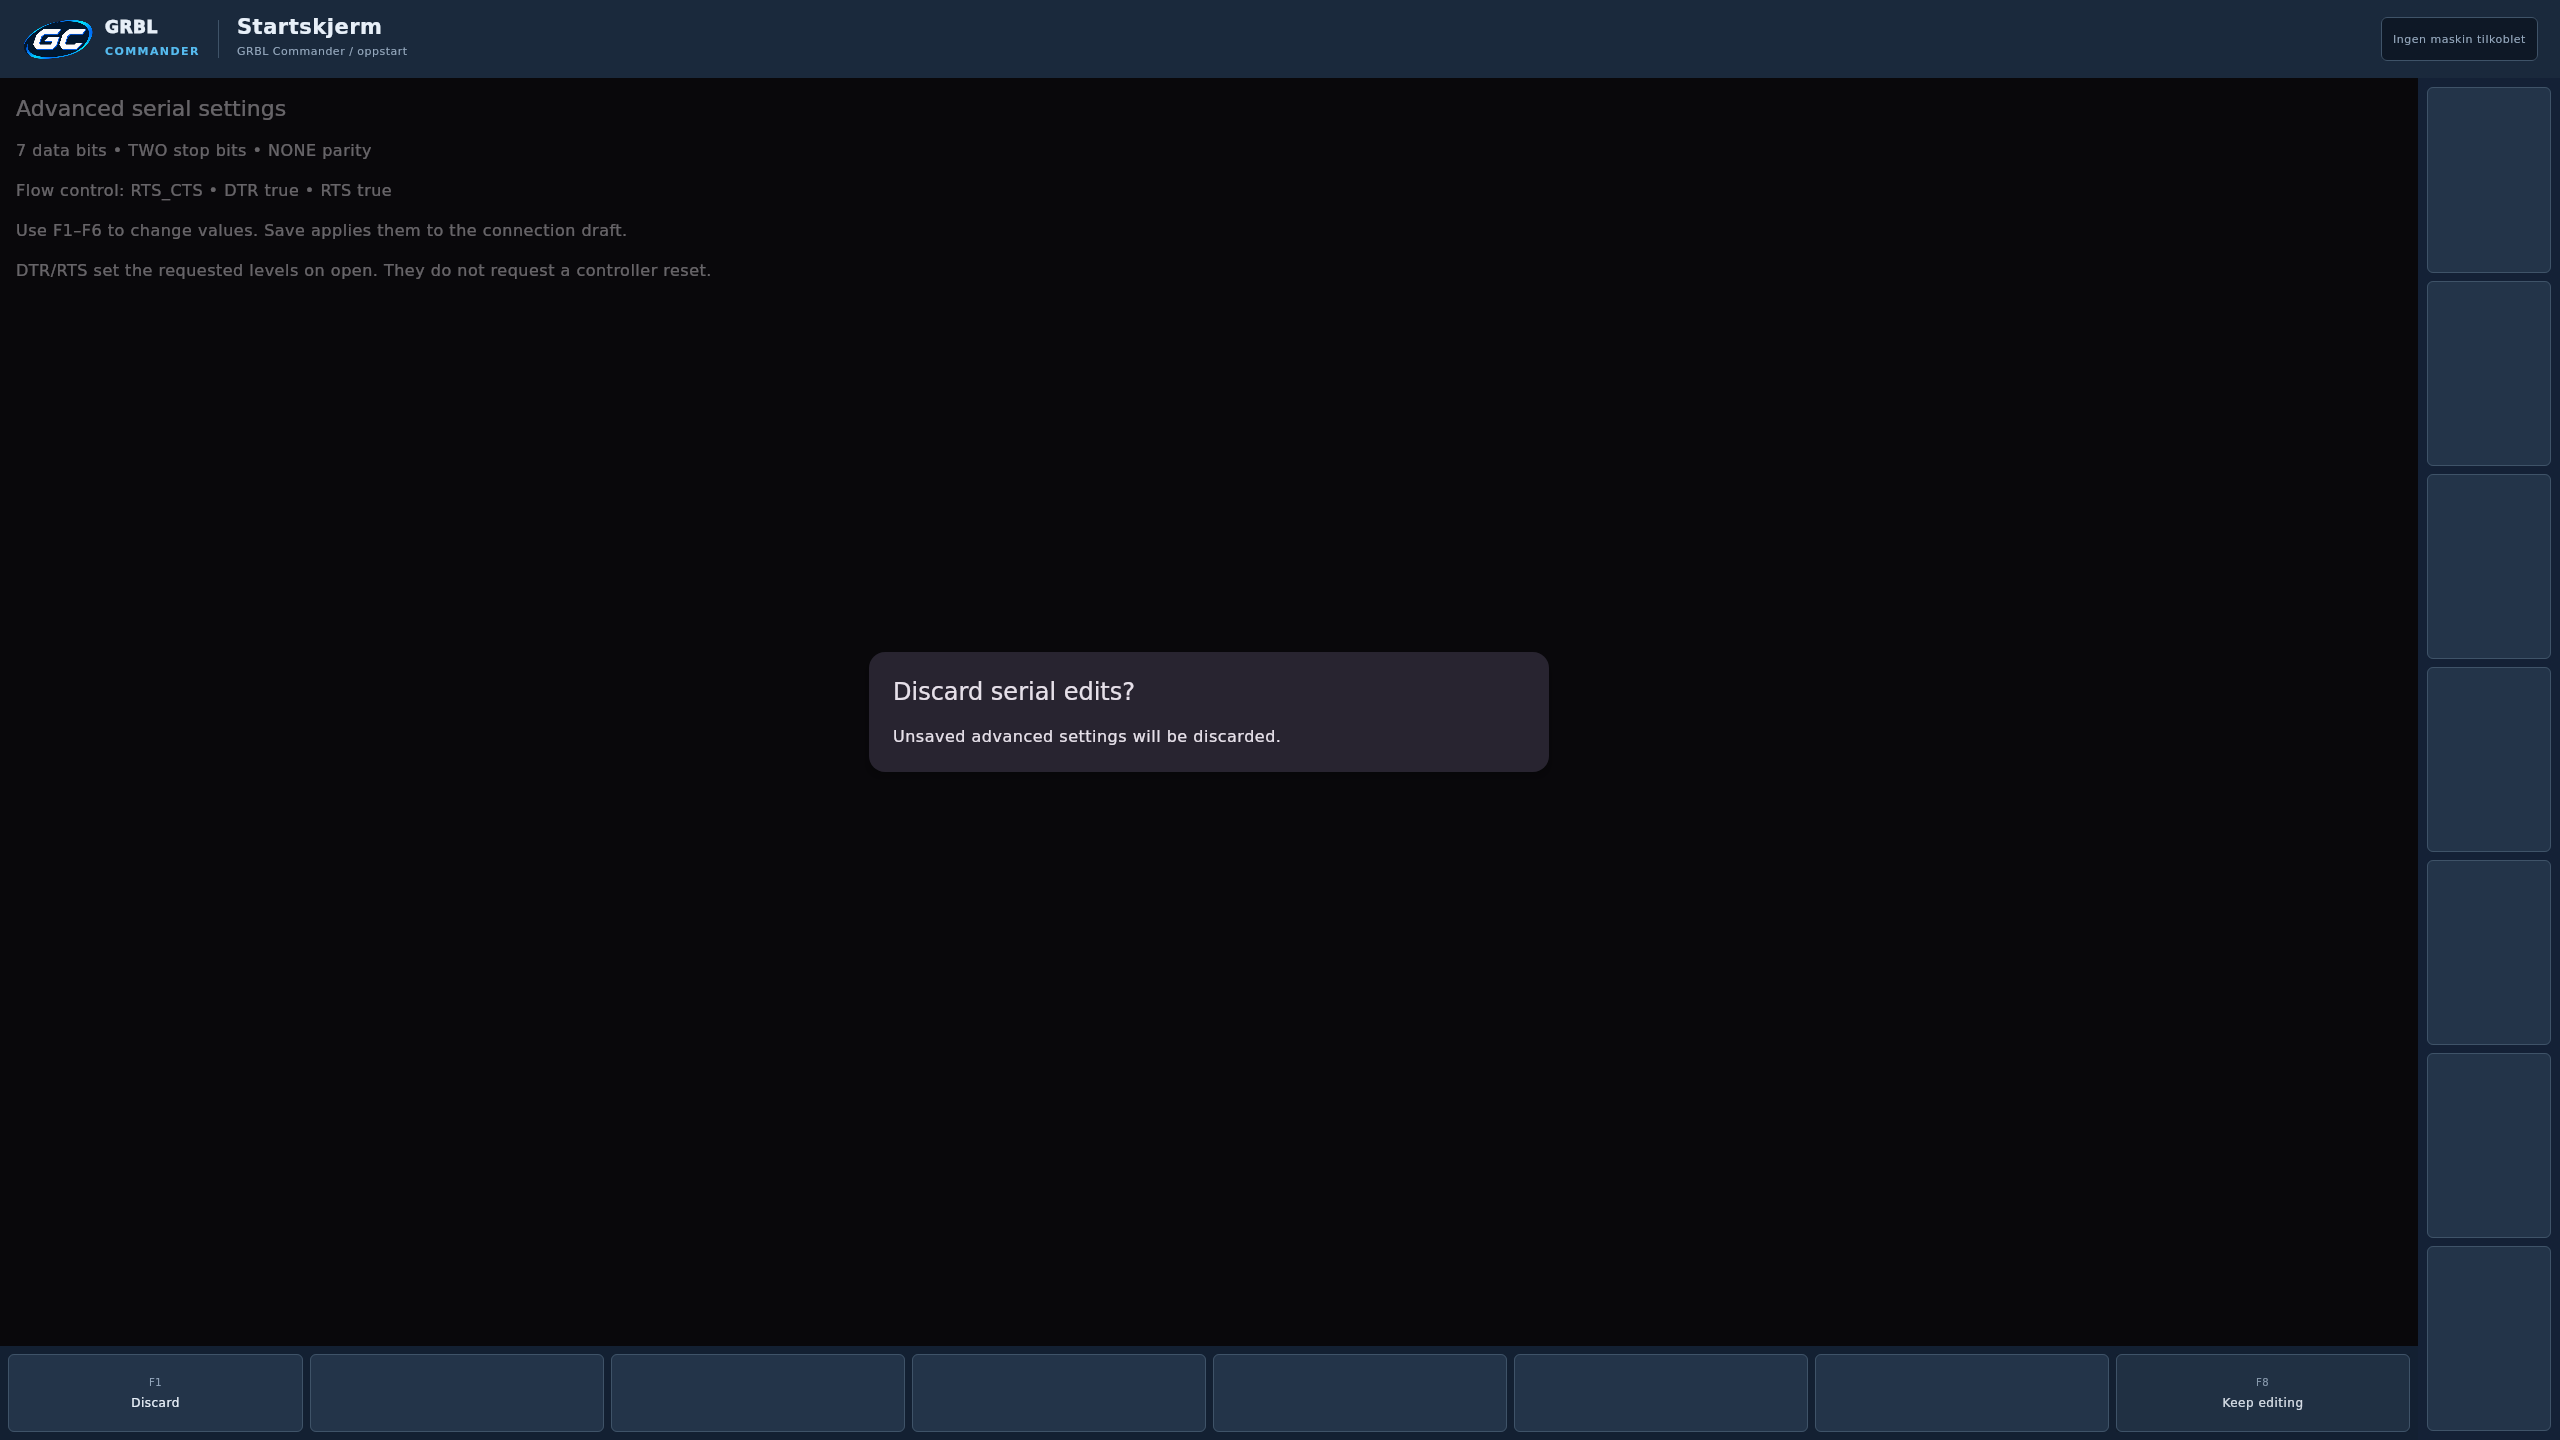 GC
GRBL
COMMANDER
Startskjerm
GRBL Commander / oppstart
Ingen maskin tilkoblet
Advanced serial settings
7 data bits • TWO stop bits • NONE parity
Flow control: RTS_CTS • DTR true • RTS true
Use F1–F6 to change values. Save applies them to the connection draft.
DTR/RTS set the requested levels on open. They do not request a controller reset.
Discard serial edits?
Unsaved advanced settings will be discarded.
F1
Discard
F8
Keep editing